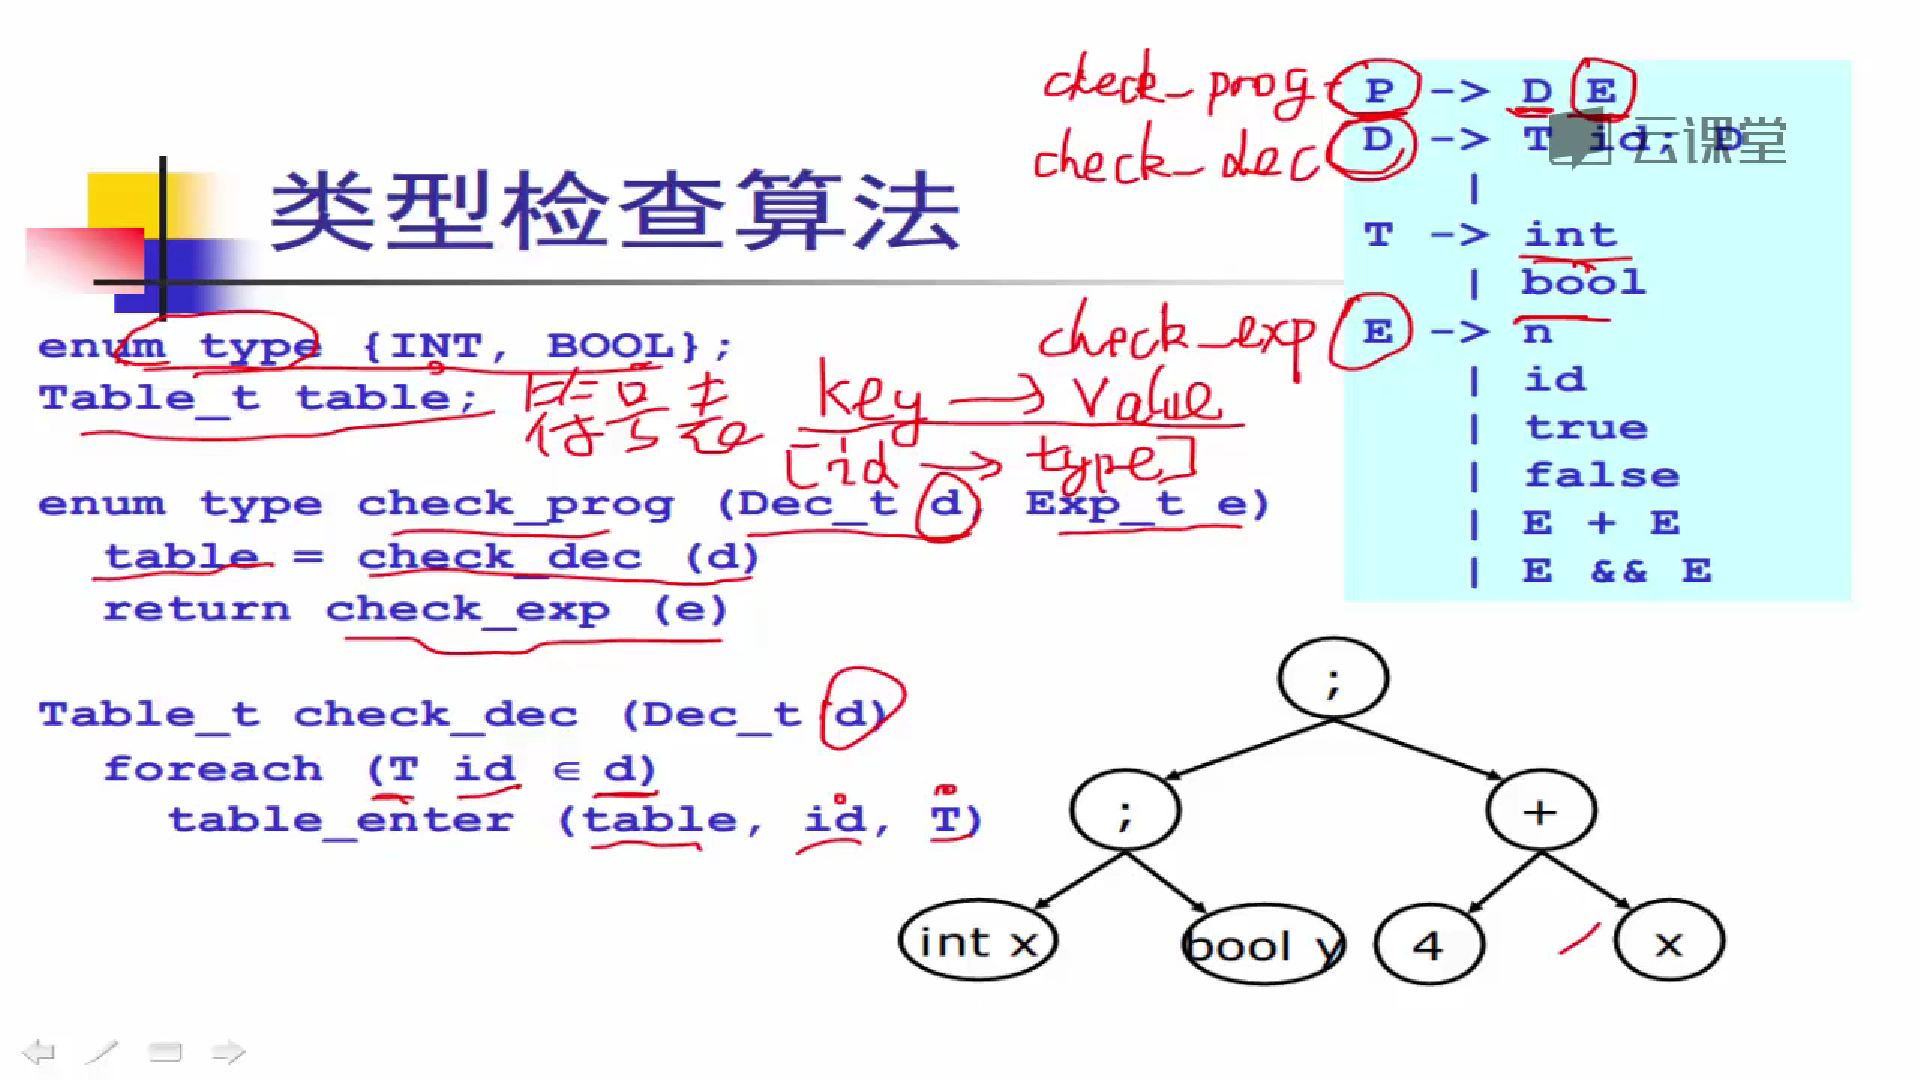 类型检查算法
enum type {INT, BOOL};
Table_t table; 符号表
key → value
[id → type]
enum type check_prog (Dec_t d, Exp_t e)
table = check_dec (d)
return check_exp (e)
Table_t check_dec (Dec_t d)
foreach (T id ∈ d)
table_enter (table, id, T)
check_prog P -> D E
check_dec D -> T id; D
|
T -> int
| bool
check_exp E -> n
| id
| true
| false
| E + E
| E && E
云课堂
;
; +
int x bool y 4 x